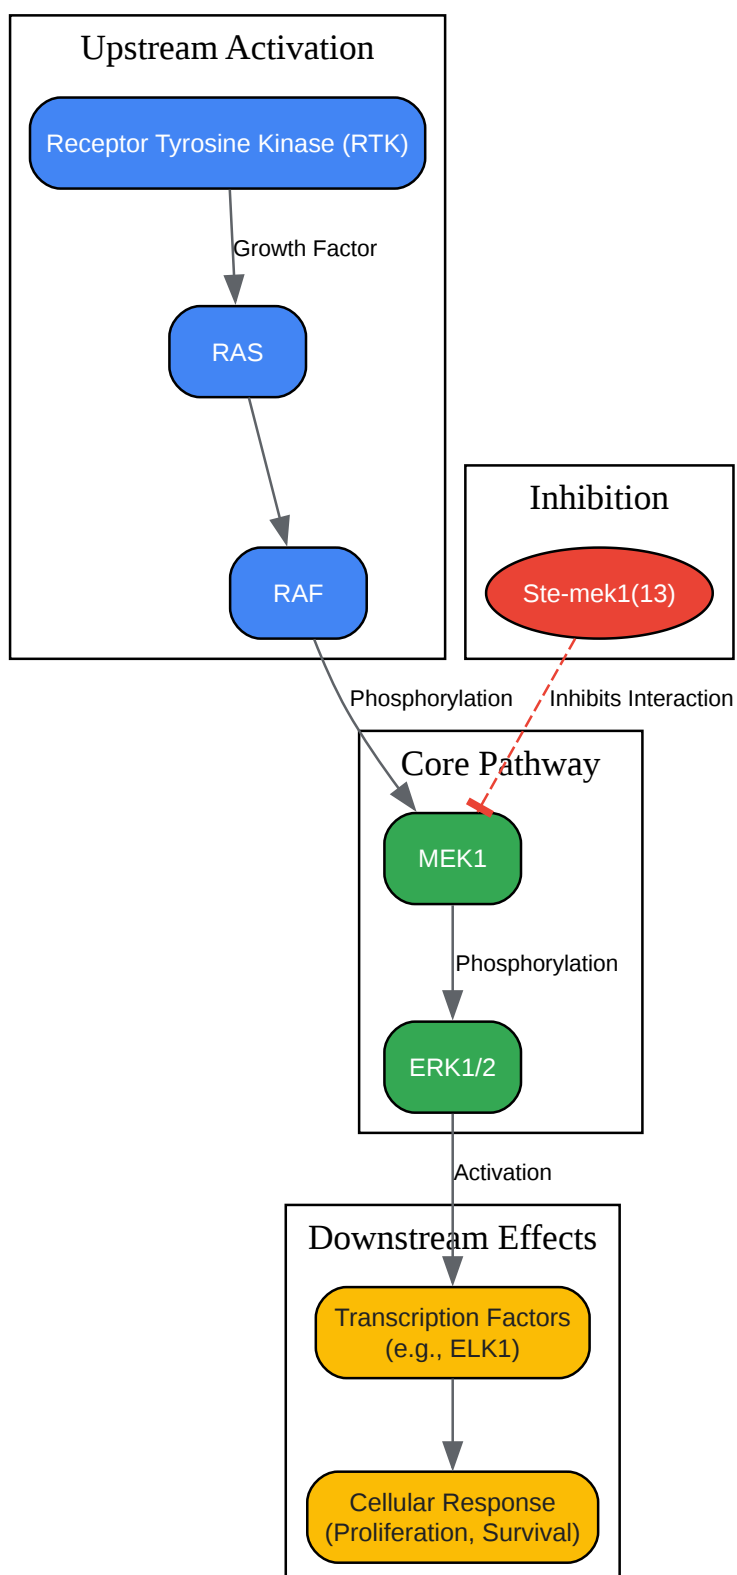 Upstream Activation
Receptor Tyrosine Kinase (RTK)
Growth Factor
RAS
RAF
Inhibition
Ste-mek1(13)
Phosphorylation
Inhibits Interaction
Core Pathway
MEK1
Phosphorylation
ERK1/2
Activation
Downstream Effects
Transcription Factors
(e.g., ELK1)
Cellular Response
(Proliferation, Survival)